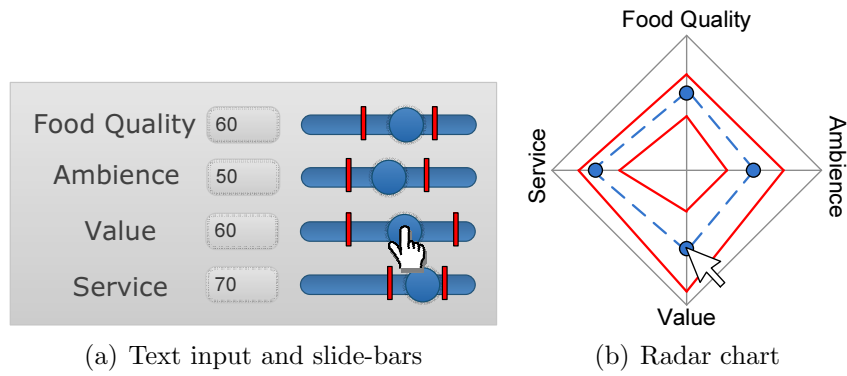 Food Quality 60
Ambience 50
Value 60
Service 70
(a) Text input and slide-bars
Food Quality
Service
Ambience
Value
(b) Radar chart